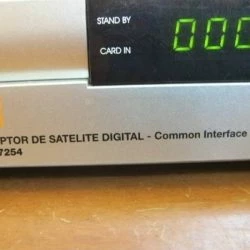 STAND BY
000
CARD IN
PTOR DE SATELITE DIGITAL - Common Interface
7254